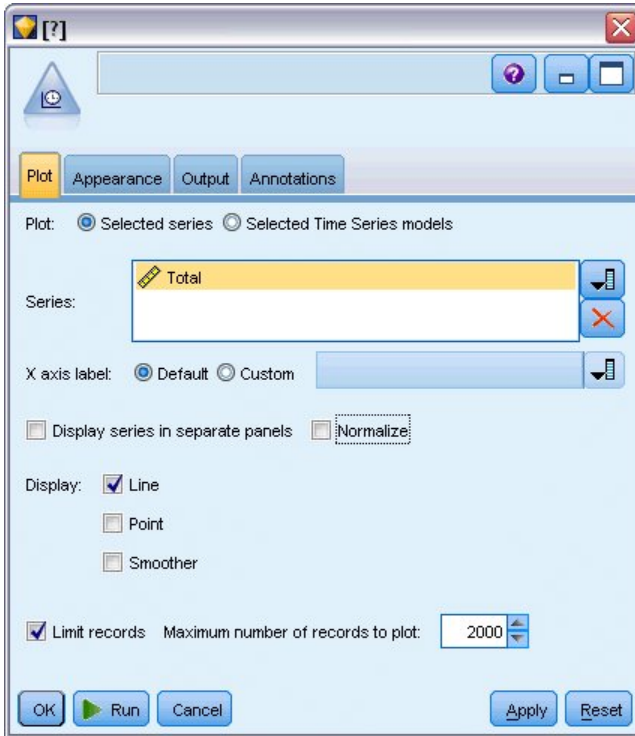 [?]
Plot Appearance Output Annotations
Plot: Selected series Selected Time Series models
Series: Total
X axis label: Default Custom
Display series in separate panels Normalize
Display: Line
Point
Smoother
Limit records Maximum number of records to plot: 2000
OK Run Cancel Apply Reset